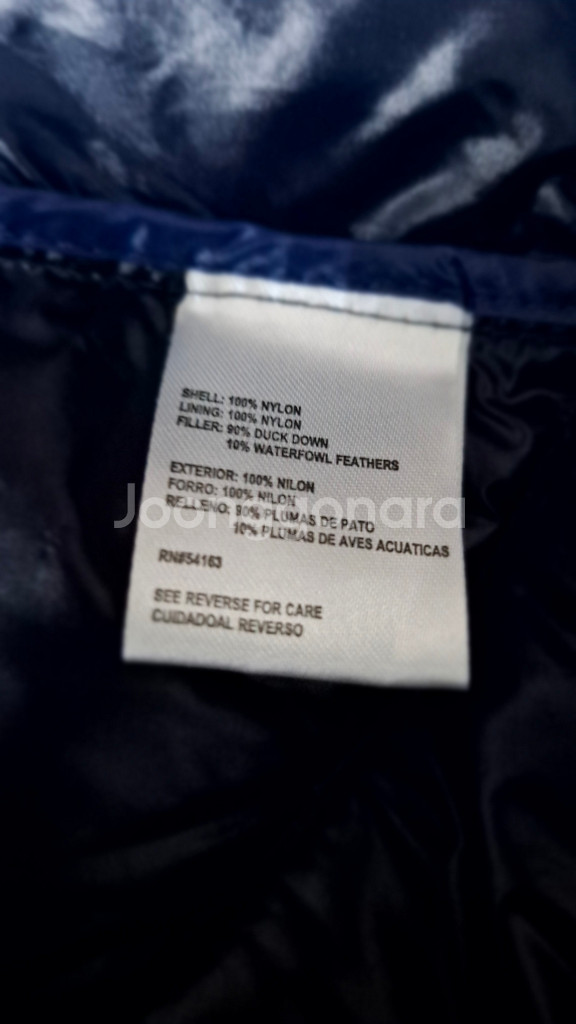 SHELL: 100% NYLON
LINING: 100% NYLON
FILLER: 90% DUCK DOWN
10% WATERFOWL FEATHERS
EXTERIOR: 100% NILON
FORRO: 100% NILON
RELLENO: 90% PLUMAS DE PATO
10% PLUMAS DE AVES ACUATICAS
Joonggonara
RN#54163
SEE REVERSE FOR CARE
CUIDADOAL REVERSO